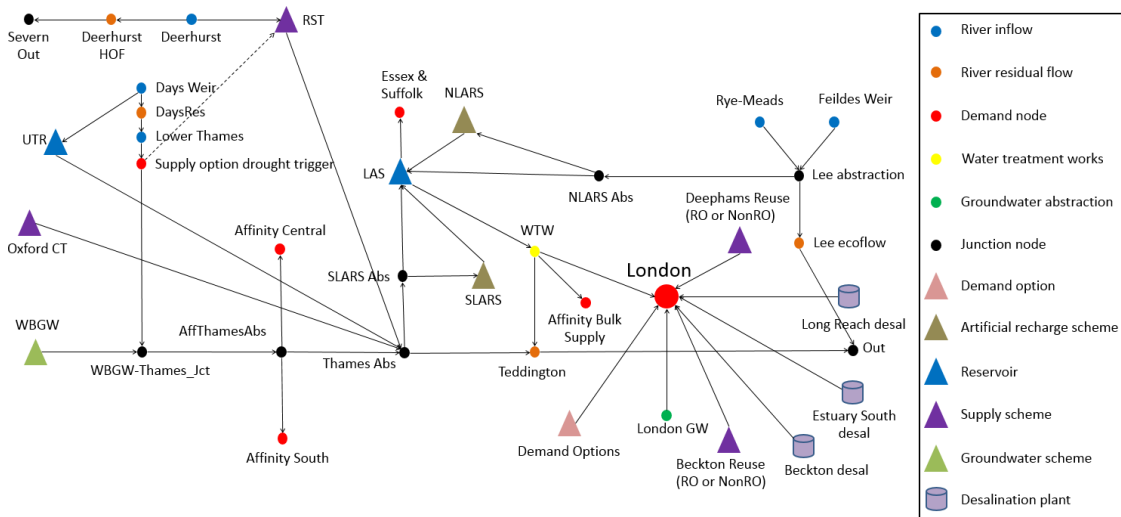 Severn
Out
Deerhurst
HOF
Deerhurst
RST
Days Weir
DaysRes
Lower Thames
Supply option drought trigger
UTR
Oxford CT
WBGW
WBGW-Thames_Jct
AffThamesAbs
Affinity Central
Affinity South
Essex &
Suffolk
NLARS
LAS
SLARS Abs
SLARS
Thames Abs
WTW
Teddington
Affinity Bulk
Supply
NLARS Abs
Rye-Meads
Feildes Weir
Lee abstraction
Deephams Reuse
(RO or NonRO)
Lee ecoflow
London
Long Reach desal
Out
Estuary South
desal
Demand Options
London GW
Beckton Reuse
(RO or NonRO)
Beckton desal
River inflow
River residual flow
Demand node
Water treatment works
Groundwater abstraction
Junction node
Demand option
Artificial recharge scheme
Reservoir
Supply scheme
Groundwater scheme
Desalination plant